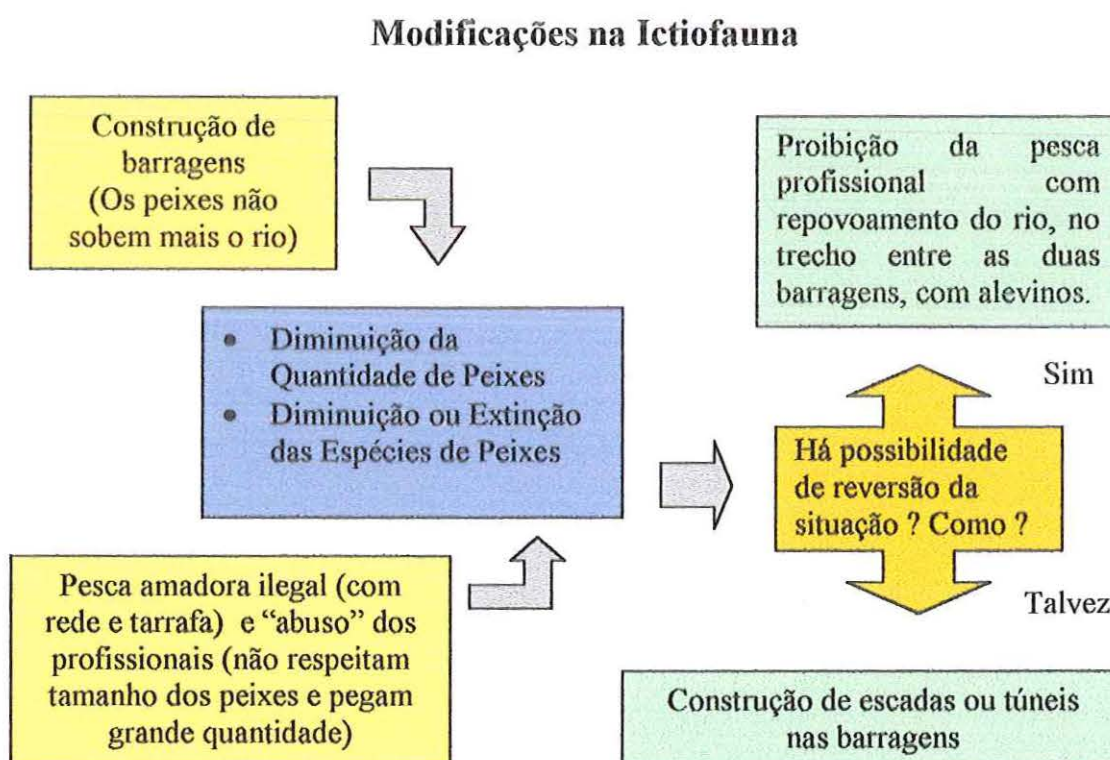 Modificações na Ictiofauna
Construção de
barragens
(Os peixes não
sobem mais o rio)
Proibição da pesca
profissional com
repovoamento do rio, no
trecho entre as duas
barragens, com alevinos.
• Diminuição da
Quantidade de Peixes
• Diminuição ou Extinção
das Espécies de Peixes
Sim
Há possibilidade
de reversão da
situação ? Como ?
Talvez
Pesca amadora ilegal (com
rede e tarrafa) e “abuso” dos
profissionais (não respeitam
tamanho dos peixes e pegam
grande quantidade)
Construção de escadas ou túneis
nas barragens